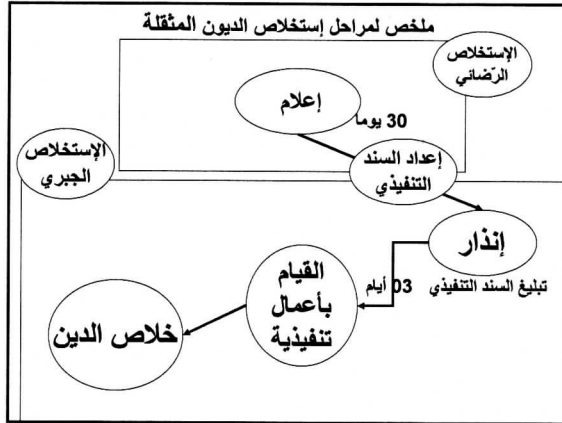 ملخص لمراحل إستخلاص الديون المثقلة
الإستخلاص
الرّضائي
إعلام
30 يوما
إعداد السند
التنفيذي
الإستخلاص
الجبري
إنذار
تبليغ السند التنفيذي
03 أيام
القيام
بأعمال
تنفيذية
خلاص الدين